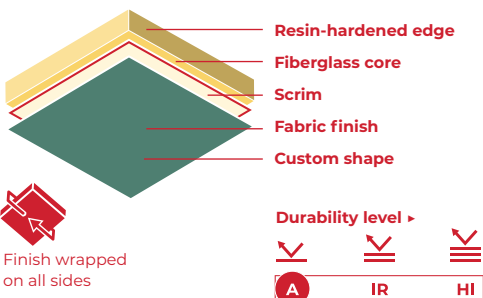 Resin-hardened edge
Fiberglass core
Scrim
Fabric finish
Custom shape
Finish wrapped
on all sides
Durability level ▸
A IR HI